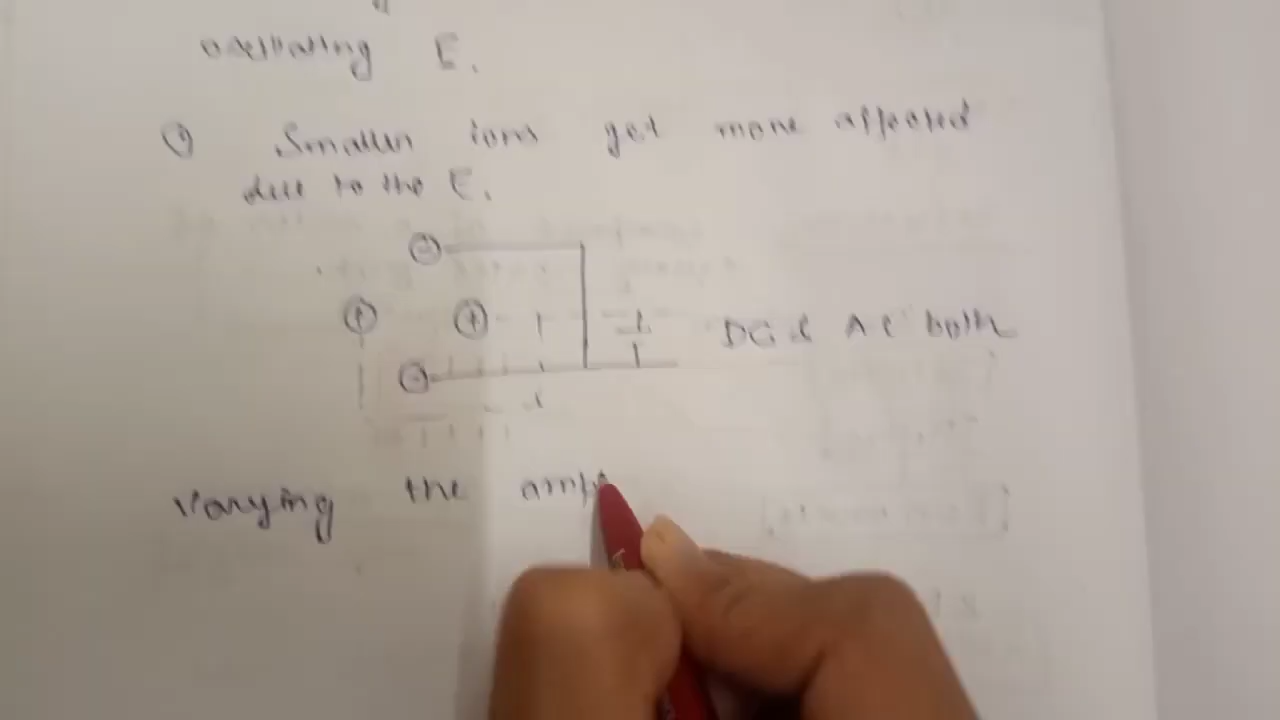 oscillating E.
Smaller ions get more affected
due to the E.
DC & AC both
Varying the amp